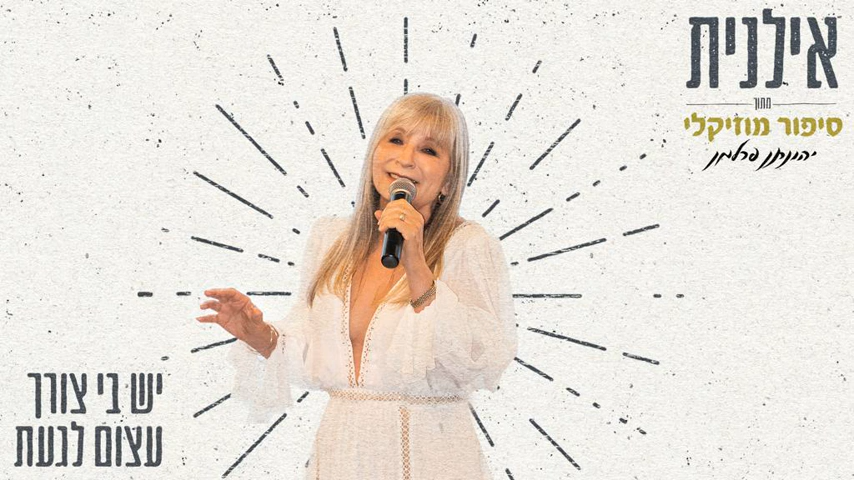 אילנית
מתוך
סיפור מוזיקלי
יהונתן פרלמן
יש בי צורך
עצום לגעת